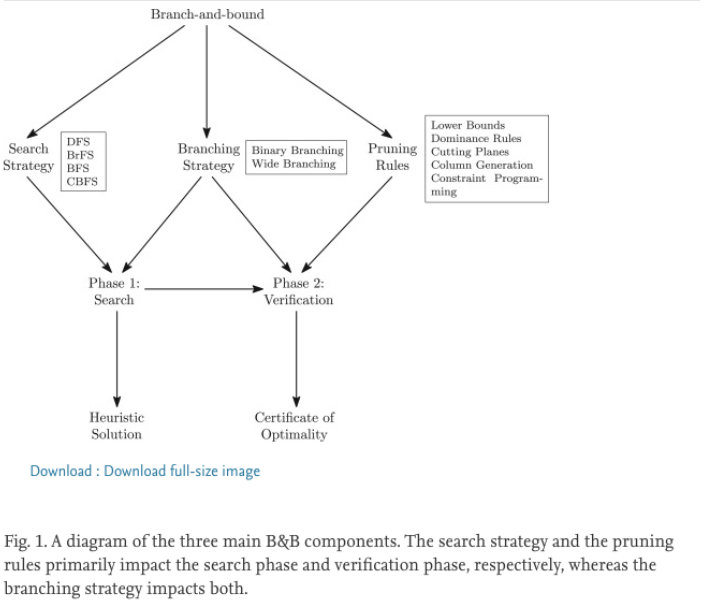 Branch-and-bound
Search
Strategy
DFS
BrFS
BFS
CBFS
Branching
Strategy
Binary Branching
Wide Branching
Pruning
Rules
Lower Bounds
Dominance Rules
Cutting Planes
Column Generation
Constraint Program-
ming
Phase 1:
Search
Phase 2:
Verification
Heuristic
Solution
Certificate of
Optimality
Download : Download full-size image
Fig. 1. A diagram of the three main B&B components. The search strategy and the pruning
rules primarily impact the search phase and verification phase, respectively, whereas the
branching strategy impacts both.